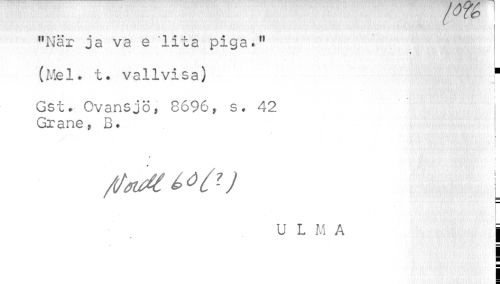 1096
"När ja va e lita piga."
(Mel. t. vallvisa)
Gst. Ovansjö, 8696, s. 42
Grane, B.
Nordl 60(?)
U L M A